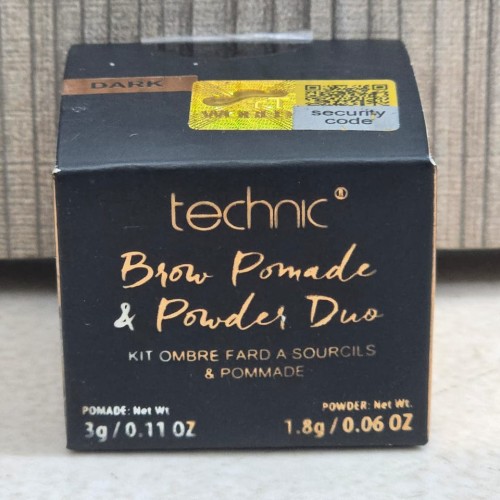 DARK
security
code
technic®
Brow Pomade
& Powder Duo
KIT OMBRE FARD A SOURCILS
& POMMADE
POMADE: Net Wt
3g / 0.11 OZ
POWDER: Net Wt.
1.8g / 0.06 OZ